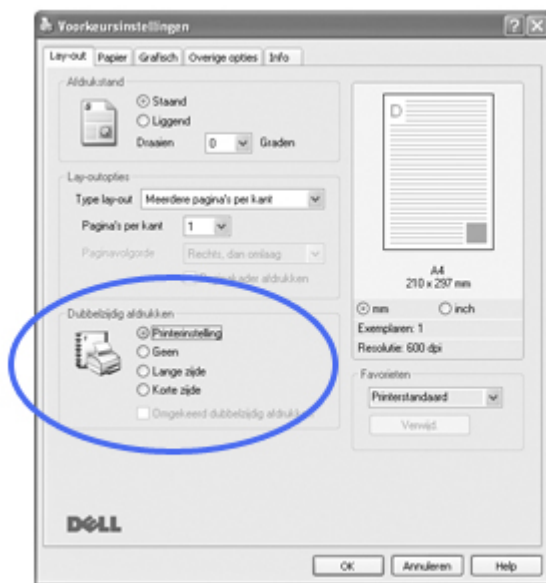 Voorkeursinstellingen
Lay-out Papier Grafisch Overige opties Info
Afdrukstand
Staand
Liggend
Draaien 0 Graden
Lay-outopties
Type lay-out Meerdere pagina's per kant
Pagina's per kant 1
Paginavolgorde Rechts, dan omlaag
afdrukken
Dubbelzijdig afdrukken
Printerinstelling
Geen
Lange zijde
Korte zijde
Omgekeerd dubbelzijdig
DELL
D
A4
210 x 297 mm
mm inch
Exemplaren: 1
Resolutie: 600 dpi
Favorieten
Printerstandaard
Verwijd.
OK Annuleren Help